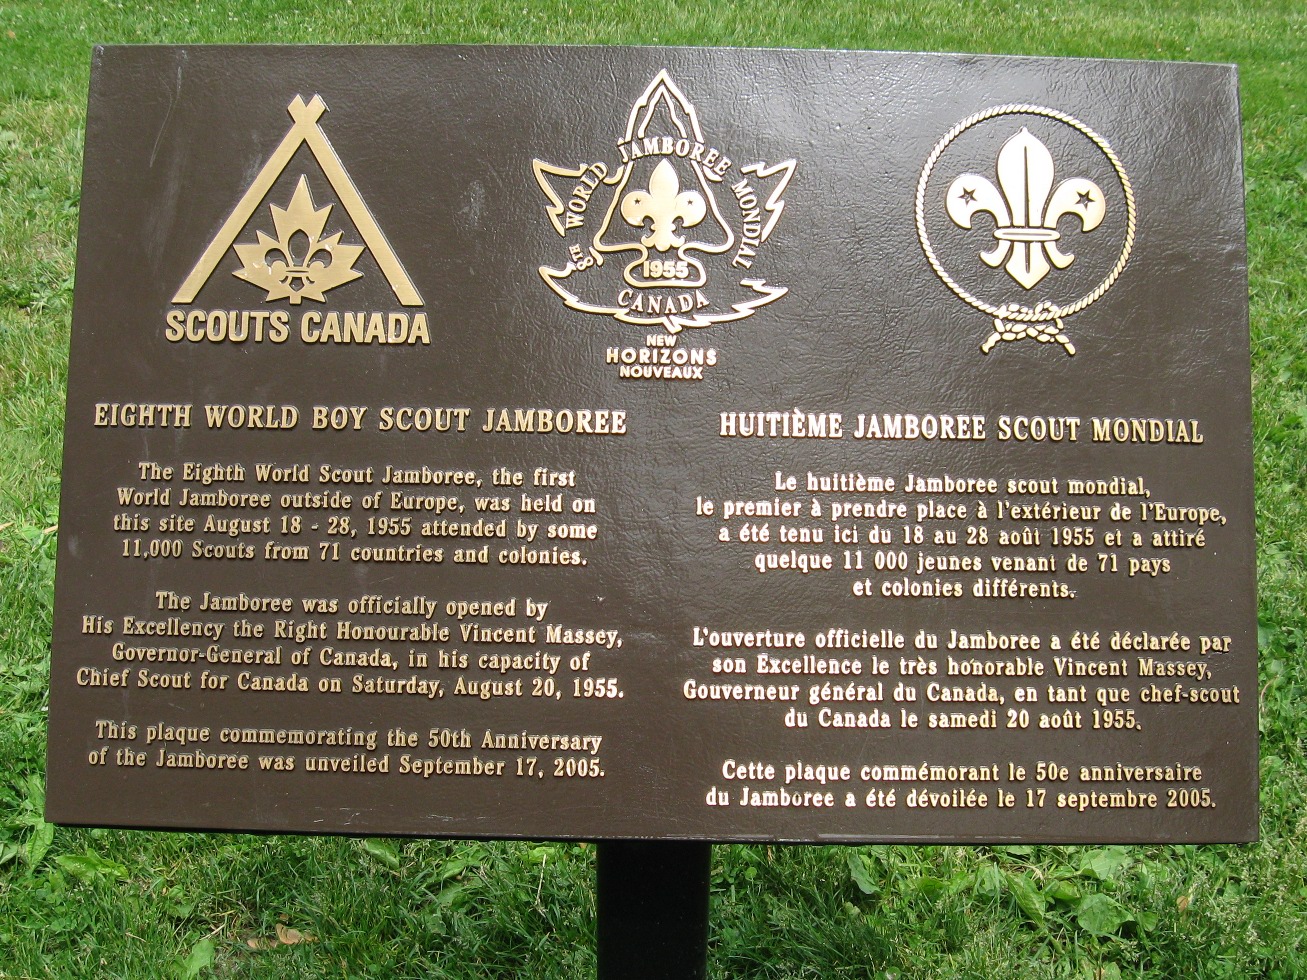 SCOUTS CANADA
8TH WORLD JAMBOREE MONDIAL
1955
CANADA
NEW
HORIZONS
NOUVEAUX
EIGHTH WORLD BOY SCOUT JAMBOREE
The Eighth World Scout Jamboree, the first
World Jamboree outside of Europe, was held on
this site August 18 - 28, 1955 attended by some
11,000 Scouts from 71 countries and colonies.
The Jamboree was officially opened by
His Excellency the Right Honourable Vincent Massey,
Governor-General of Canada, in his capacity of
Chief Scout for Canada on Saturday, August 20, 1955.
This plaque commemorating the 50th Anniversary
of the Jamboree was unveiled September 17, 2005.
HUITIÈME JAMBOREE SCOUT MONDIAL
Le huitième Jamboree scout mondial,
le premier à prendre place à l'extérieur de l'Europe,
a été tenu ici du 18 au 28 août 1955 et a attiré
quelque 11 000 jeunes venant de 71 pays
et colonies différents.
L'ouverture officielle du Jamboree a été déclarée par
son Excellence le très honorable Vincent Massey,
Gouverneur général du Canada, en tant que chef-scout
du Canada le samedi 20 août 1955.
Cette plaque commémorant le 50e anniversaire
du Jamboree a été dévoilée le 17 septembre 2005.